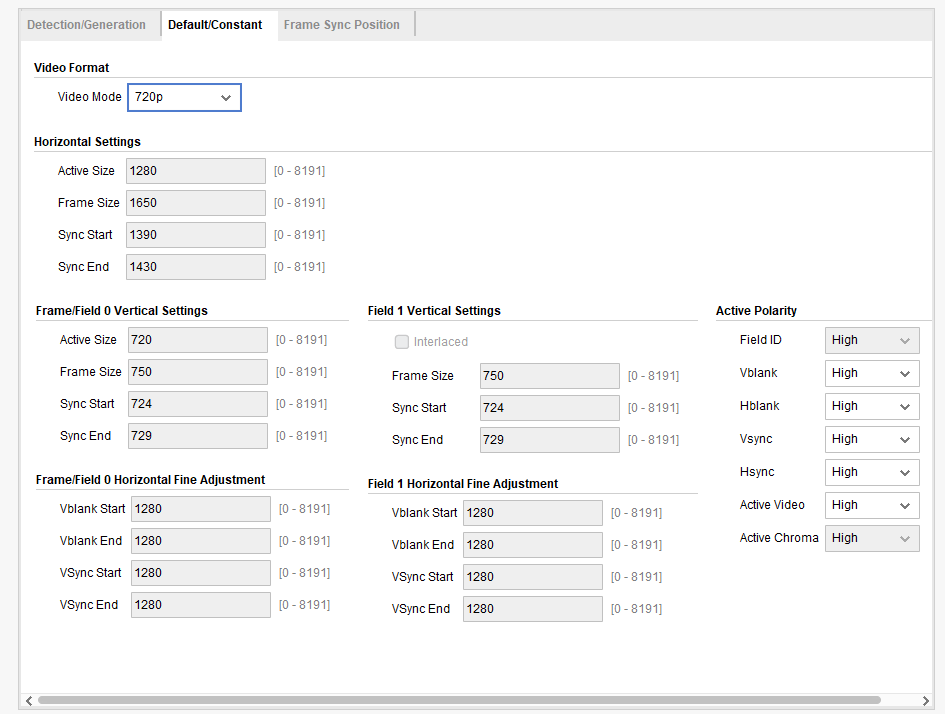 Detection/Generation Default/Constant Frame Sync Position
Video Format
Video Mode 720p
Horizontal Settings
Active Size 1280 [0 - 8191]
Frame Size 1650 [0 - 8191]
Sync Start 1390 [0 - 8191]
Sync End 1430 [0 - 8191]
Frame/Field 0 Vertical Settings
Active Size 720 [0 - 8191]
Frame Size 750 [0 - 8191]
Sync Start 724 [0 - 8191]
Sync End 729 [0 - 8191]
Frame/Field 0 Horizontal Fine Adjustment
Vblank Start 1280 [0 - 8191]
Vblank End 1280 [0 - 8191]
VSync Start 1280 [0 - 8191]
VSync End 1280 [0 - 8191]
Field 1 Vertical Settings
Interlaced
Frame Size 750 [0 - 8191]
Sync Start 724 [0 - 8191]
Sync End 729 [0 - 8191]
Field 1 Horizontal Fine Adjustment
Vblank Start 1280 [0 - 8191]
Vblank End 1280 [0 - 8191]
VSync Start 1280 [0 - 8191]
VSync End 1280 [0 - 8191]
Active Polarity
Field ID High
Vblank High
Hblank High
Vsync High
Hsync High
Active Video High
Active Chroma High